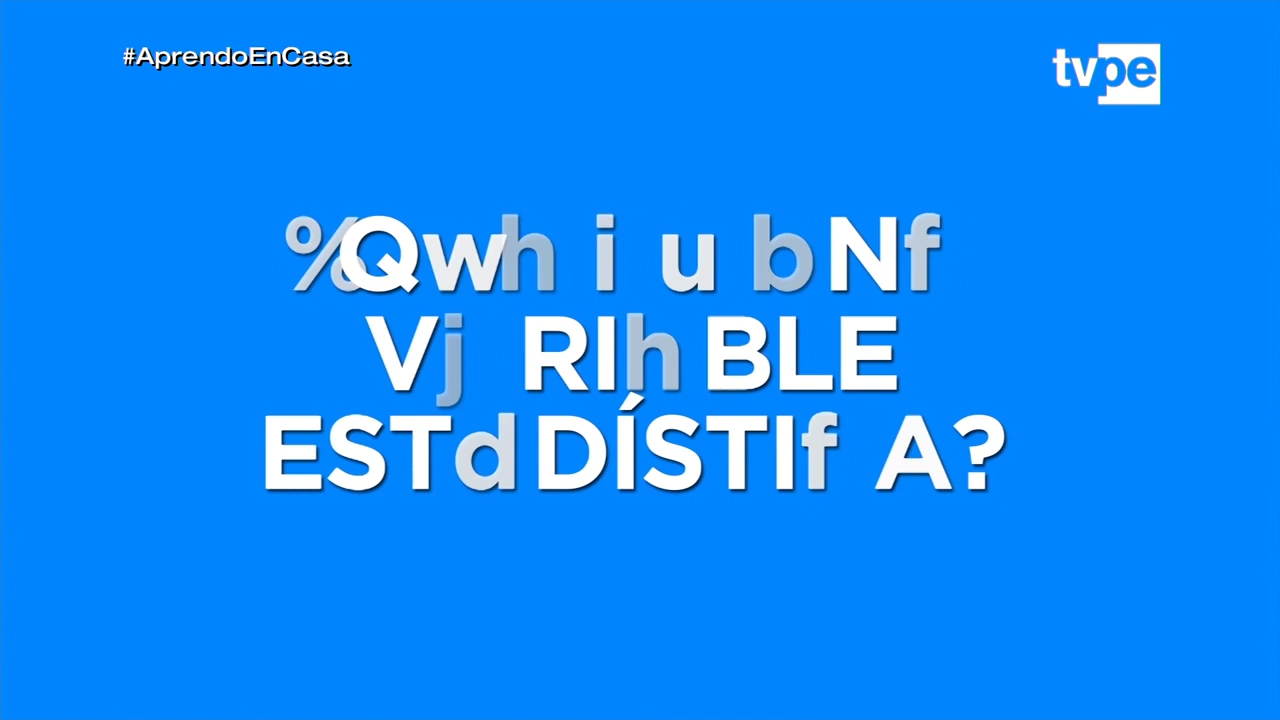 #AprendoEnCasa
tvpe
%Qwh i u bNf
Vj RIh BLE
ESTd DÍSTIf A?